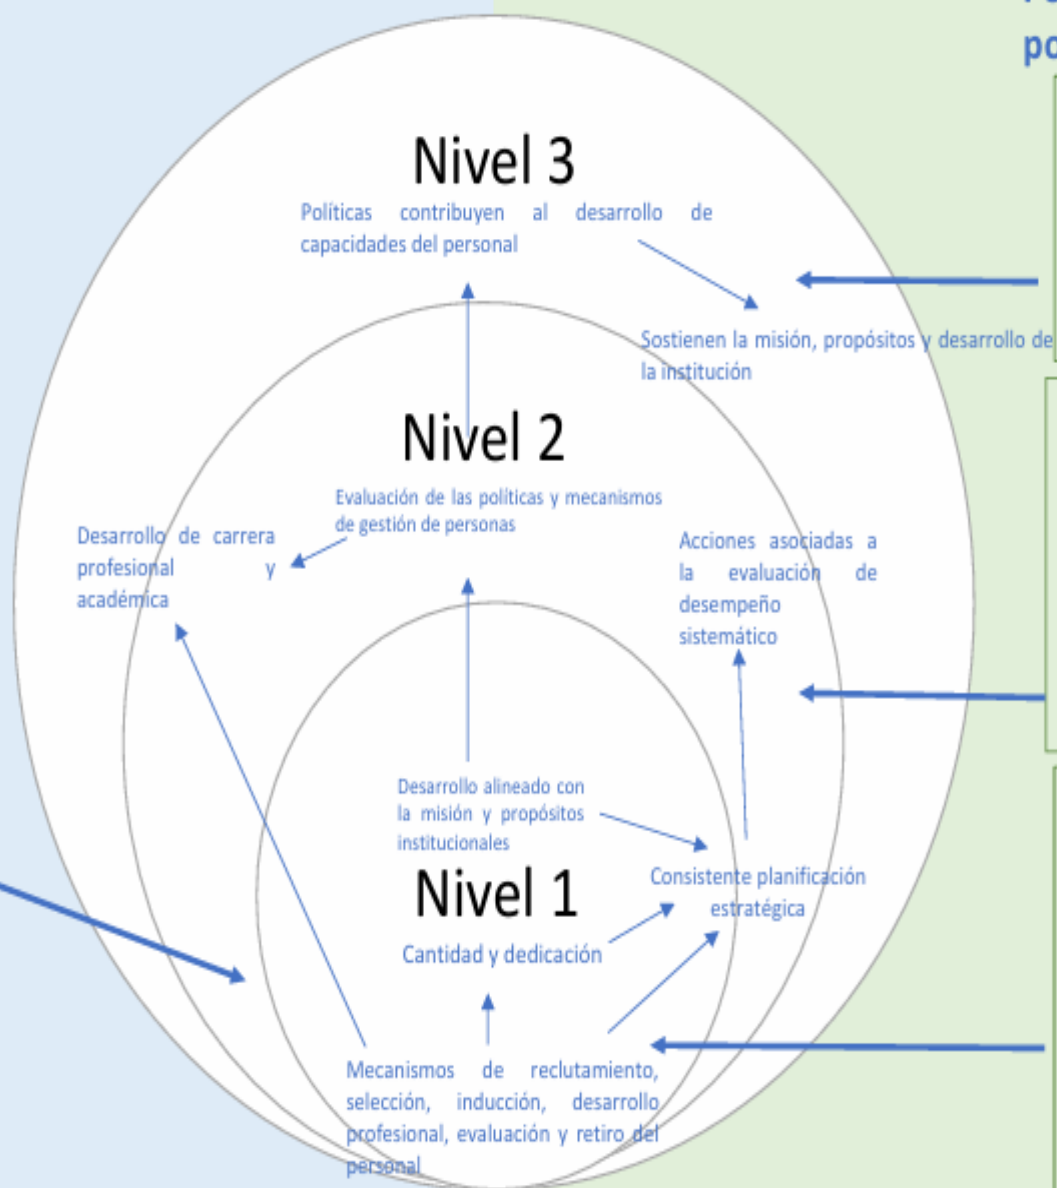 po
Nivel 3
Políticas contribuyen al desarrollo de
capacidades del personal
Sostienen la misión, propósitos y desarrollo de
la institución
Nivel 2
Evaluación de las políticas y mecanismos
de gestión de personas
Desarrollo de carrera
profesional y
académica
Acciones asociadas a
la evaluación de
desempeño
sistemático
Desarrollo alineado con
la misión y propósitos
institucionales
Nivel 1
Consistente planificación
estratégica
Cantidad y dedicación
Mecanismos de reclutamiento,
selección, inducción, desarrollo
profesional, evaluación y retiro del
personal